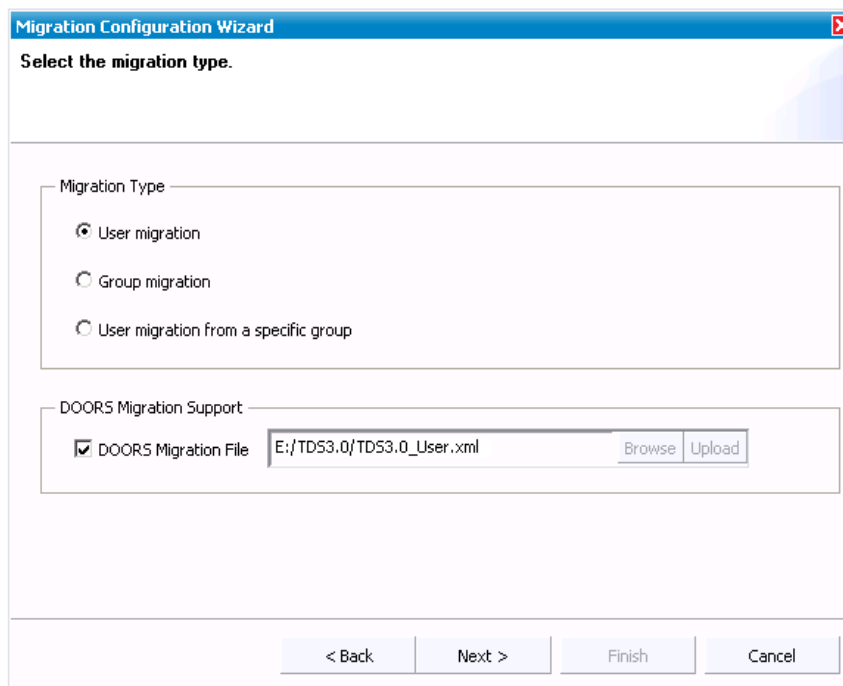 Migration Configuration Wizard
Select the migration type.
Migration Type
User migration
Group migration
User migration from a specific group
DOORS Migration Support
DOORS Migration File E:/TDS3.0/TDS3.0_User.xml Browse Upload
< Back Next > Finish Cancel